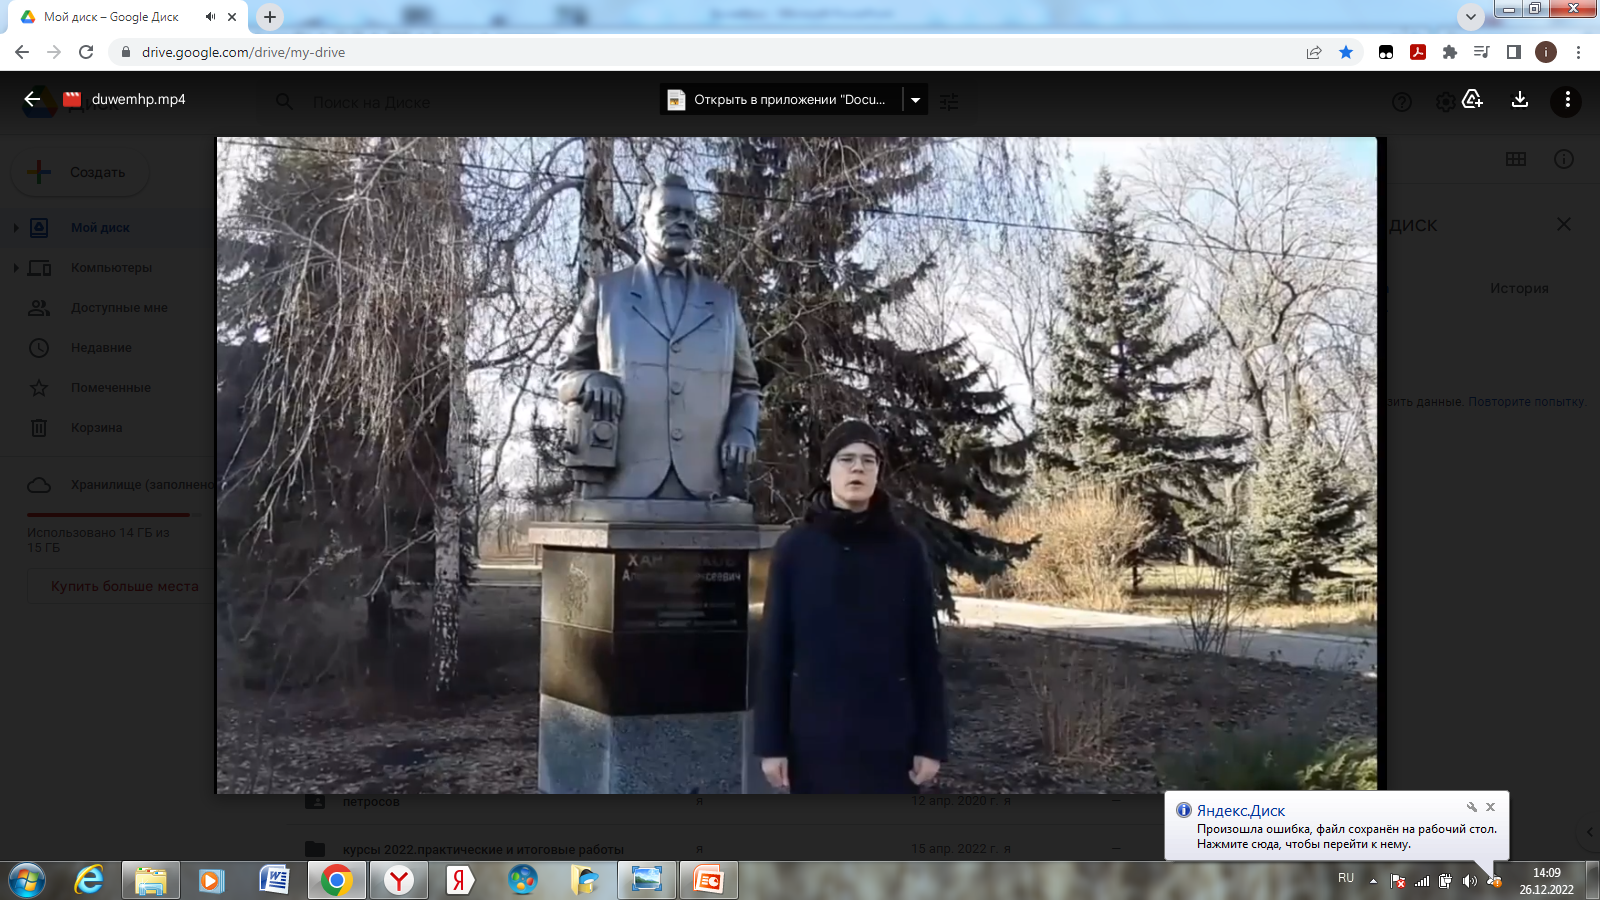 Мой диск – Google Диск
drive.google.com/drive/my-drive
duwemhp.mp4
Поиск на Диске
Открыть в приложении "Docu...
Создать
Мой диск
Компьютеры
Доступные мне
Недавние
Помеченные
Корзина
Хранилище (заполнено
Использовано 14 ГБ из
15 ГБ
Купить больше места
диск
История
зить данные. Повторите попытку.
петросов
я
12 апр. 2020 г. я
—
курсы 2022.практические и итоговые работы
я
15 апр. 2022 г. я
—
Яндекс.Диск
Произошла ошибка, файл сохранён на рабочий стол.
Нажмите сюда, чтобы перейти к нему.
RU
14:09
26.12.2022